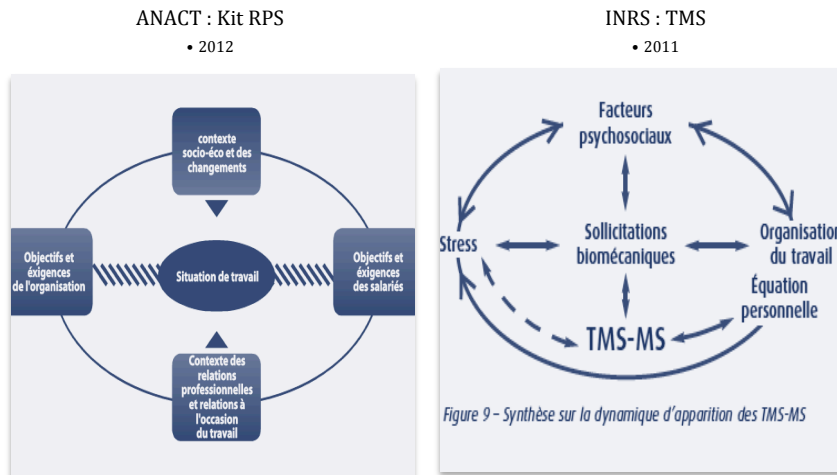 ANACT : Kit RPS
• 2012
contexte
socio-éco et des
changements
Objectifs et
éxigences
de l'organisation
Situation de travail
Objectifs et
éxigences
des salariés
Contexte des
relations
professionnelles
et relations à
l'occasion
du travail
INRS : TMS
• 2011
Facteurs
psychosociaux
Stress
Sollicitations
biomécaniques
Organisation
du travail
Équation
personnelle
TMS-MS
Figure 9 – Synthèse sur la dynamique d'apparition des TMS-MS